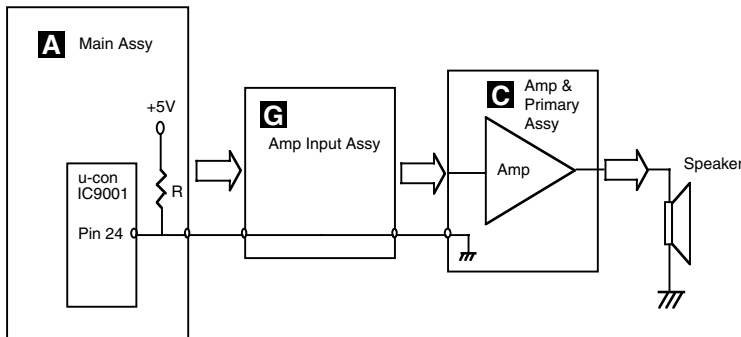 A Main Assy
+5V
u-con
IC9001
R
Pin 24
G
Amp Input Assy
C Amp &
Primary
Assy
Amp
Speaker